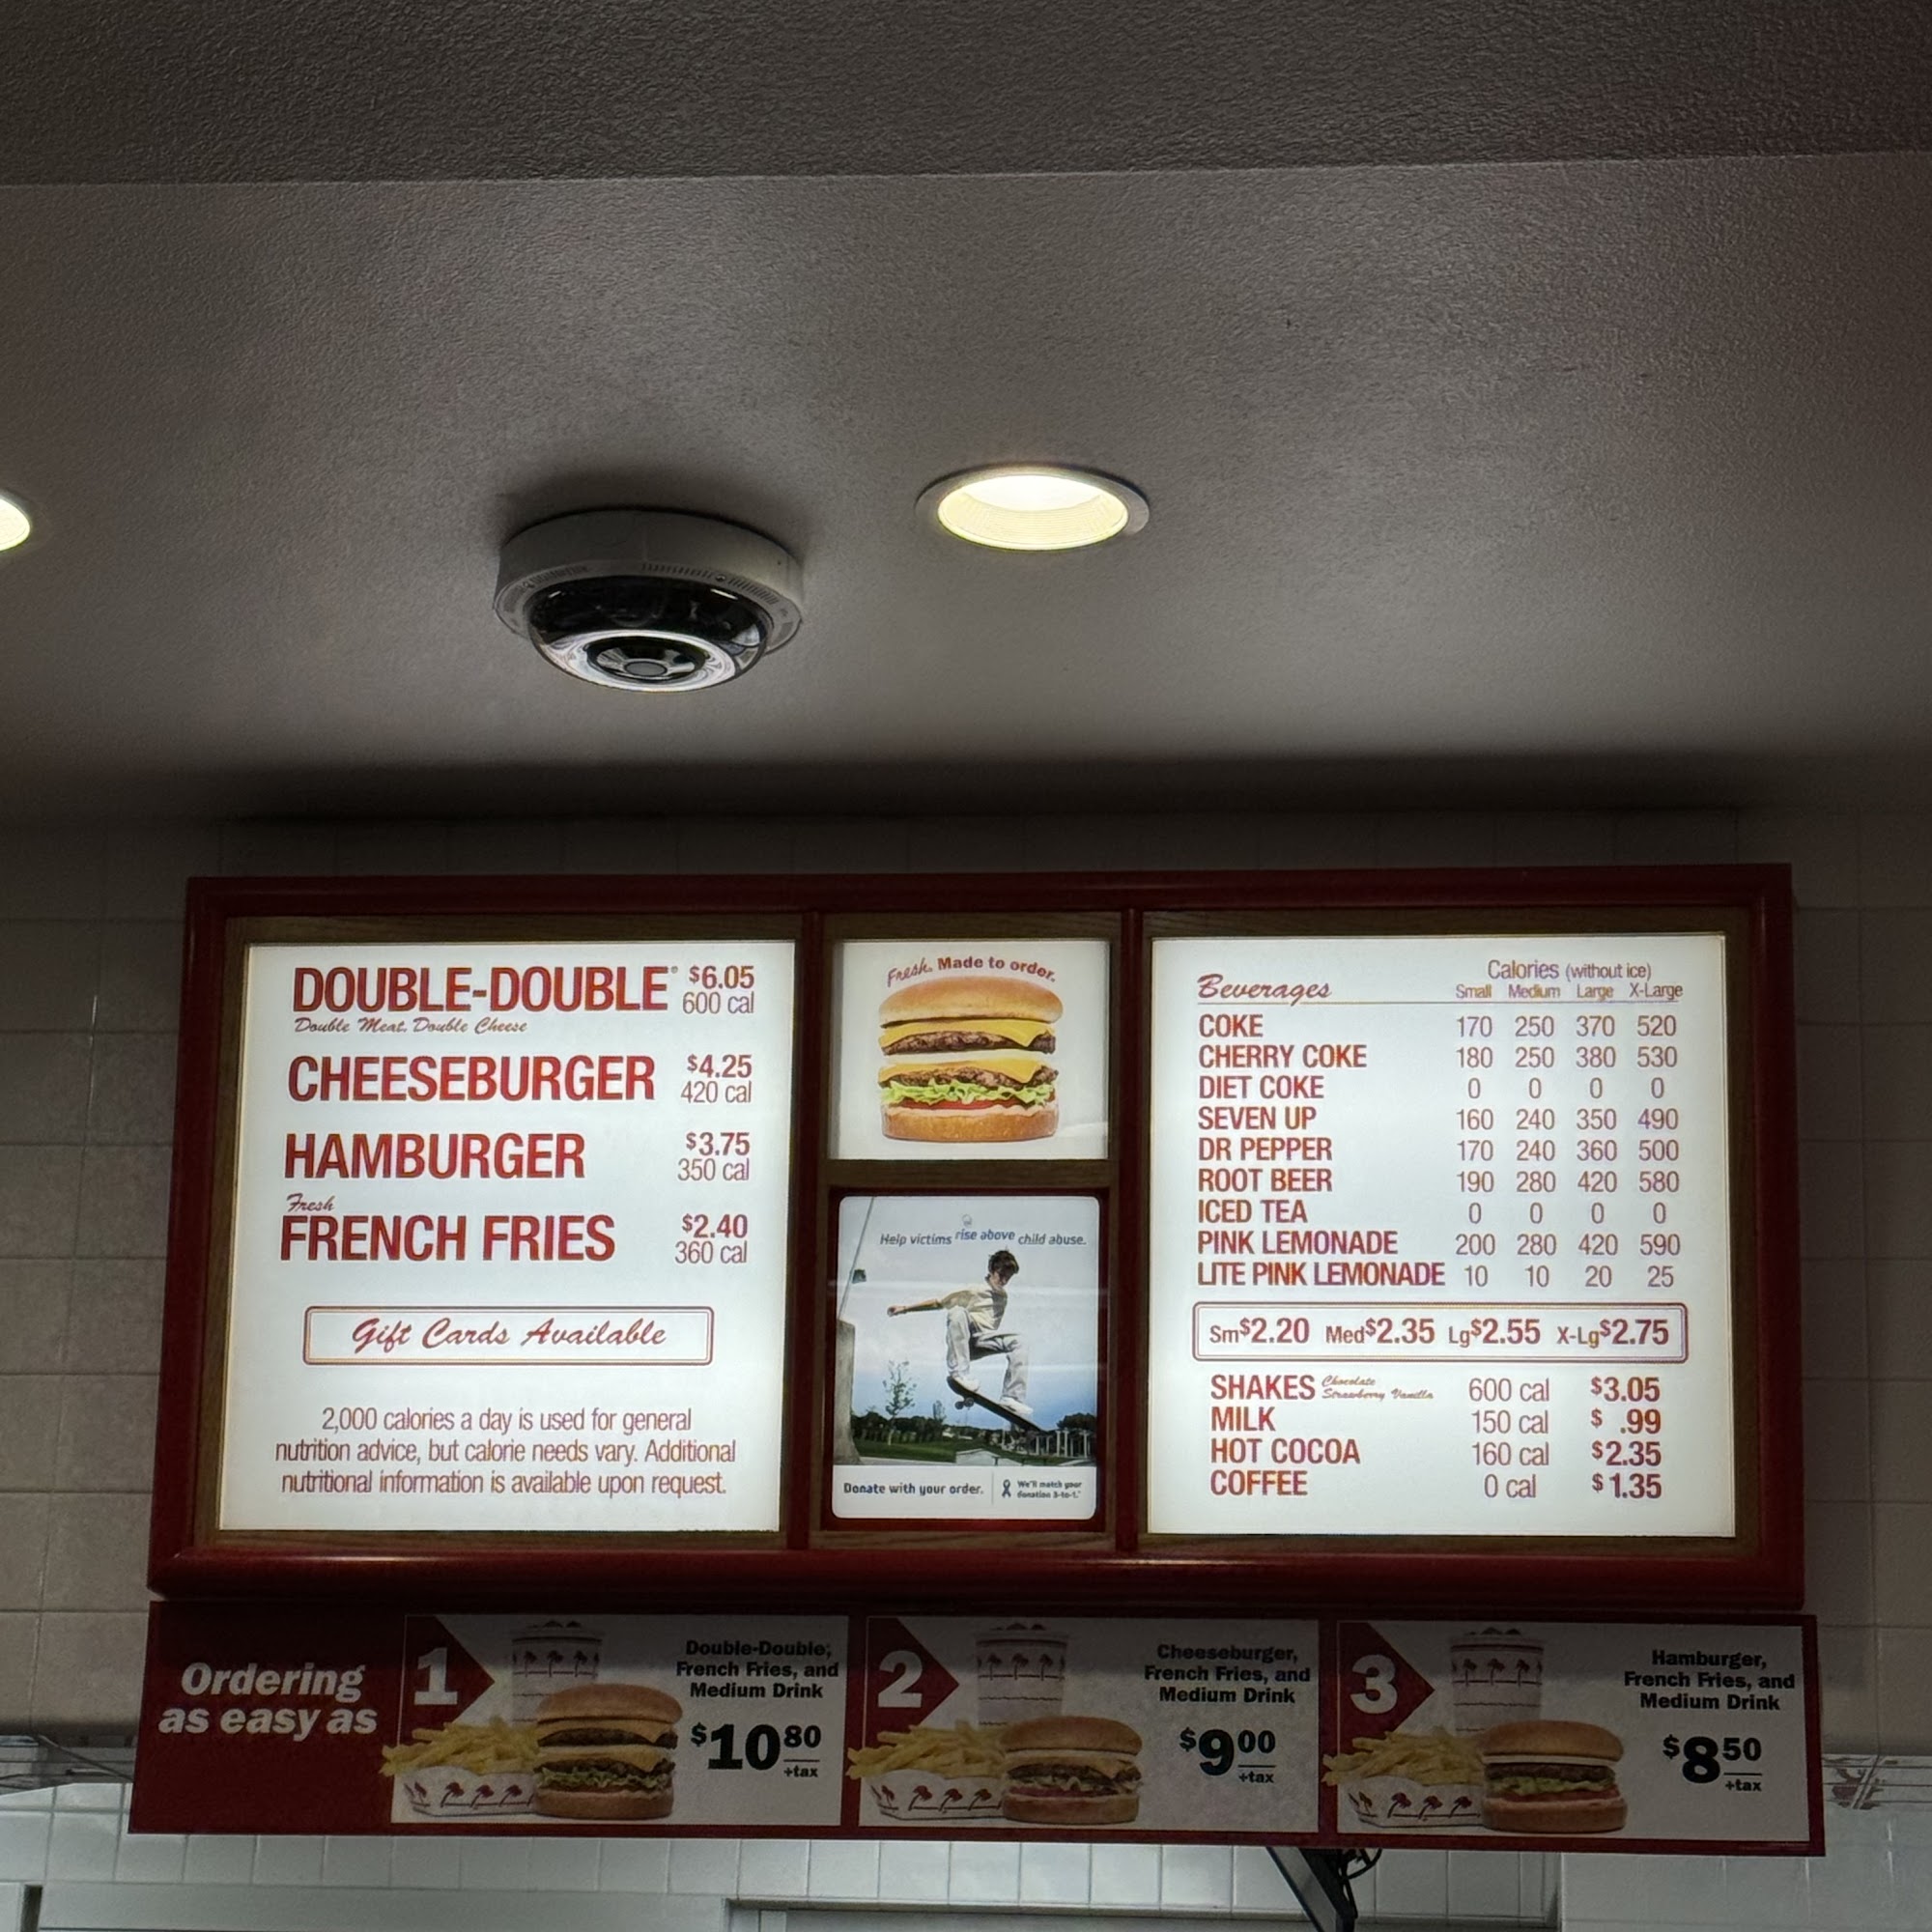 DOUBLE-DOUBLE® $6.05
600 cal
Double Meat, Double Cheese
CHEESEBURGER $4.25
420 cal
HAMBURGER $3.75
350 cal
Fresh
FRENCH FRIES $2.40
360 cal
Gift Cards Available
2,000 calories a day is used for general
nutrition advice, but calorie needs vary. Additional
nutritional information is available upon request.
Fresh. Made to order.
Help victims rise above child abuse.
Donate with your order.
We'll match your
donation 3-to-1.*
Calories (without ice)
Beverages Small Medium Large X-Large
COKE 170 250 370 520
CHERRY COKE 180 250 380 530
DIET COKE 0 0 0 0
SEVEN UP 160 240 350 490
DR PEPPER 170 240 360 500
ROOT BEER 190 280 420 580
ICED TEA 0 0 0 0
PINK LEMONADE 200 280 420 590
LITE PINK LEMONADE 10 10 20 25
Sm$2.20 Med$2.35 Lg$2.55 X-Lg$2.75
SHAKES Chocolate Strawberry Vanilla 600 cal $3.05
MILK 150 cal $ .99
HOT COCOA 160 cal $2.35
COFFEE 0 cal $1.35
Ordering
as easy as
1
Double-Double,
French Fries, and
Medium Drink
$10 80
+tax
2
Cheeseburger,
French Fries, and
Medium Drink
$9 00
+tax
3
Hamburger,
French Fries, and
Medium Drink
$8 50
+tax